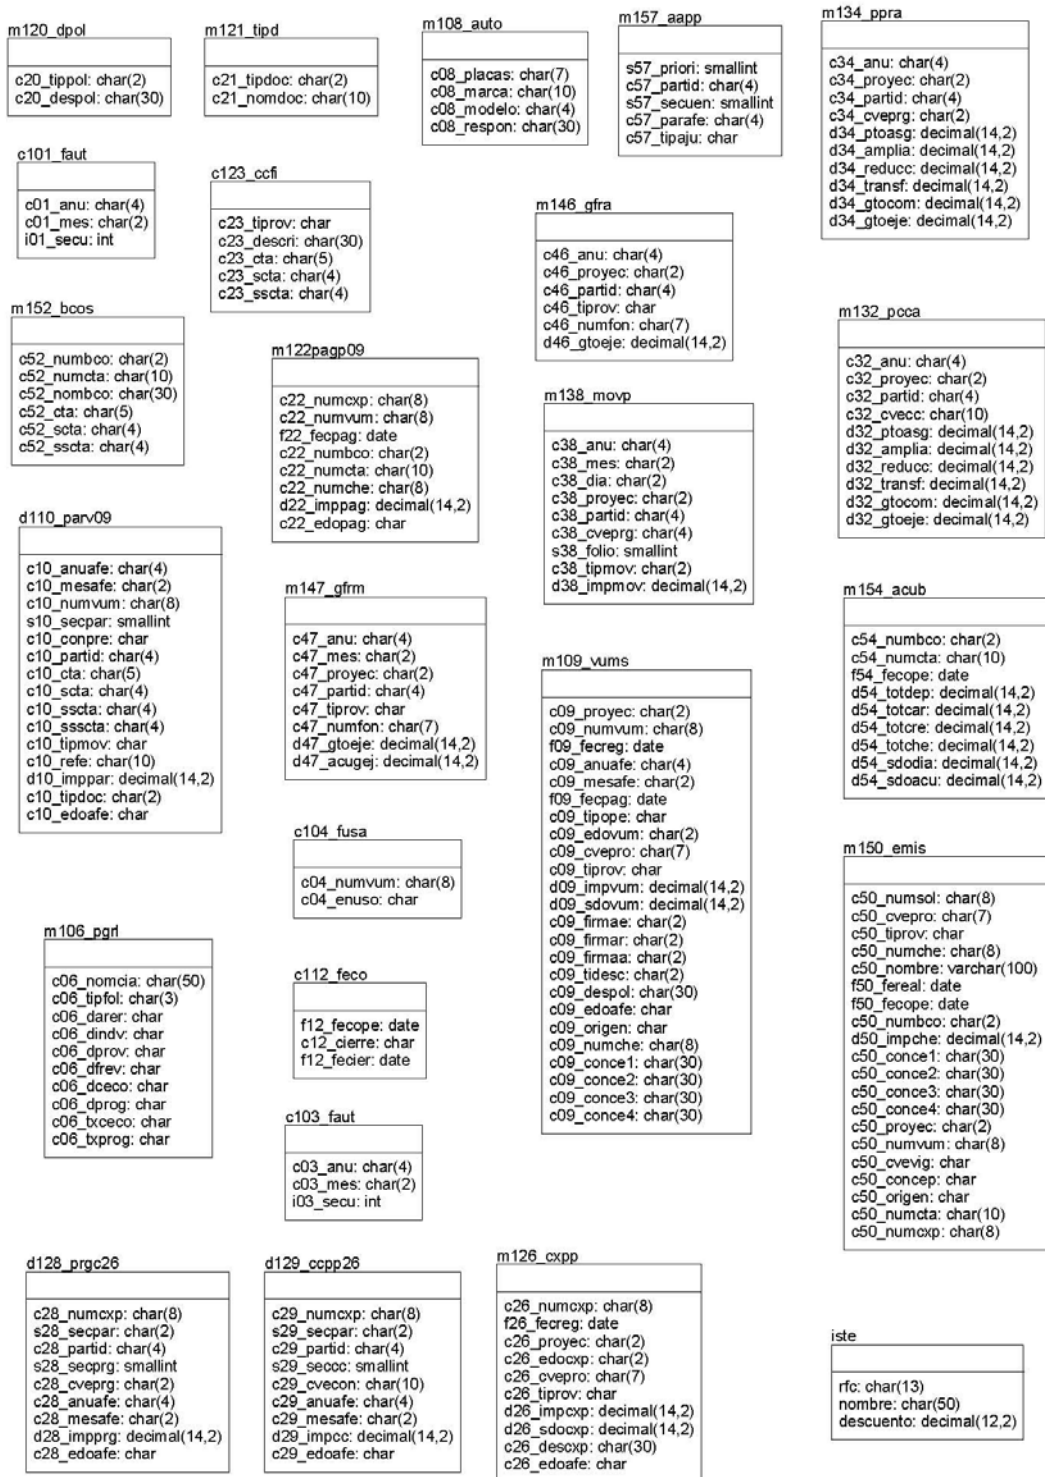 m120_dpol
c20_tippol: char(2)
c20_despol: char(30)
m121_tipd
c21_tipdoc: char(2)
c21_nomdoc: char(10)
m108_auto
c08_placas: char(7)
c08_marca: char(10)
c08_modelo: char(4)
c08_respon: char(30)
m157_aapp
s57_priori: smallint
c57_partid: char(4)
s57_secuen: smallint
c57_parafe: char(4)
c57_tipaju: char
m134_ppra
c34_anu: char(4)
c34_proyec: char(2)
c34_partid: char(4)
c34_cveprg: char(2)
d34_ptoasg: decimal(14,2)
d34_amplia: decimal(14,2)
d34_reducc: decimal(14,2)
d34_transf: decimal(14,2)
d34_gtocom: decimal(14,2)
d34_gtoeje: decimal(14,2)
c101_faut
c01_anu: char(4)
c01_mes: char(2)
i01_secu: int
c123_ccfi
c23_tiprov: char
c23_descri: char(30)
c23_cta: char(5)
c23_scta: char(4)
c23_sscta: char(4)
m146_gfra
c46_anu: char(4)
c46_proyec: char(2)
c46_partid: char(4)
c46_tiprov: char
c46_numfon: char(7)
d46_gtoeje: decimal(14,2)
m152_bcos
c52_numbco: char(2)
c52_numcta: char(10)
c52_nombco: char(30)
c52_cta: char(5)
c52_scta: char(4)
c52_sscta: char(4)
m122pagp09
c22_numcxp: char(8)
c22_numvum: char(8)
f22_fecpag: date
c22_numbco: char(2)
c22_numcta: char(10)
c22_numche: char(8)
d22_imppag: decimal(14,2)
c22_edopag: char
m132_pcca
c32_anu: char(4)
c32_proyec: char(2)
c32_partid: char(4)
c32_cvecc: char(10)
d32_ptoasg: decimal(14,2)
d32_amplia: decimal(14,2)
d32_reducc: decimal(14,2)
d32_transf: decimal(14,2)
d32_gtocom: decimal(14,2)
d32_gtoeje: decimal(14,2)
m138_movp
c38_anu: char(4)
c38_mes: char(2)
c38_dia: char(2)
c38_proyec: char(2)
c38_partid: char(4)
c38_cveprg: char(4)
s38_folio: smallint
c38_tipmov: char(2)
d38_impmov: decimal(14,2)
d110_parv09
c10_anuafe: char(4)
c10_mesafe: char(2)
c10_numvum: char(8)
s10_secpar: smallint
c10_conpre: char
c10_partid: char(4)
c10_cta: char(5)
c10_scta: char(4)
c10_sscta: char(4)
c10_ssscta: char(4)
c10_tipmov: char
c10_refe: char(10)
d10_imppar: decimal(14,2)
c10_tipdoc: char(2)
c10_edoafe: char
m147_gfrm
c47_anu: char(4)
c47_mes: char(2)
c47_proyec: char(2)
c47_partid: char(4)
c47_tiprov: char
c47_numfon: char(7)
d47_gtoeje: decimal(14,2)
d47_acugej: decimal(14,2)
m154_acub
c54_numbco: char(2)
c54_numcta: char(10)
f54_fecope: date
d54_totdep: decimal(14,2)
d54_totcar: decimal(14,2)
d54_totcre: decimal(14,2)
d54_totche: decimal(14,2)
d54_sdodia: decimal(14,2)
d54_sdoacu: decimal(14,2)
m109_vums
c09_proyec: char(2)
c09_numvum: char(8)
f09_fecreg: date
c09_anuafe: char(4)
c09_mesafe: char(2)
f09_fecpag: date
c09_tipope: char
c09_edovum: char(2)
c09_cvepro: char(7)
c09_tiprov: char
d09_impvum: decimal(14,2)
d09_sdovum: decimal(14,2)
c09_firmae: char(2)
c09_firmar: char(2)
c09_firmaa: char(2)
c09_tidesc: char(2)
c09_despol: char(30)
c09_edoafe: char
c09_origen: char
c09_numche: char(8)
c09_conce1: char(30)
c09_conce2: char(30)
c09_conce3: char(30)
c09_conce4: char(30)
c104_fusa
c04_numvum: char(8)
c04_enuso: char
m150_emis
c50_numsol: char(8)
c50_cvepro: char(7)
c50_tiprov: char
c50_numche: char(8)
c50_nombre: varchar(100)
f50_fereal: date
f50_fecope: date
c50_numbco: char(2)
d50_impche: decimal(14,2)
c50_conce1: char(30)
c50_conce2: char(30)
c50_conce3: char(30)
c50_conce4: char(30)
c50_proyec: char(2)
c50_numvum: char(8)
c50_cvevig: char
c50_concep: char
c50_origen: char
c50_numcta: char(10)
c50_numcxp: char(8)
m106_pgrl
c06_nomcia: char(50)
c06_tipfol: char(3)
c06_darer: char
c06_dindv: char
c06_dprov: char
c06_dfrev: char
c06_dceco: char
c06_dprog: char
c06_txceco: char
c06_txprog: char
c112_feco
f12_fecope: date
c12_cierre: char
f12_fecier: date
c103_faut
c03_anu: char(4)
c03_mes: char(2)
i03_secu: int
d128_prgc26
c28_numcxp: char(8)
s28_secpar: char(2)
c28_partid: char(4)
s28_secprg: smallint
c28_cveprg: char(2)
c28_anuafe: char(4)
c28_mesafe: char(2)
d28_impprg: decimal(14,2)
c28_edoafe: char
d129_ccpp26
c29_numcxp: char(8)
s29_secpar: char(2)
c29_partid: char(4)
s29_seccc: smallint
c29_cvecon: char(10)
c29_anuafe: char(4)
c29_mesafe: char(2)
d29_impcc: decimal(14,2)
c29_edoafe: char
m126_cxpp
c26_numcxp: char(8)
f26_fecreg: date
c26_proyec: char(2)
c26_edocxp: char(2)
c26_cvepro: char(7)
c26_tiprov: char
d26_impcxp: decimal(14,2)
d26_sdocxp: decimal(14,2)
c26_descxp: char(30)
c26_edoafe: char
iste
rfc: char(13)
nombre: char(50)
descuento: decimal(12,2)